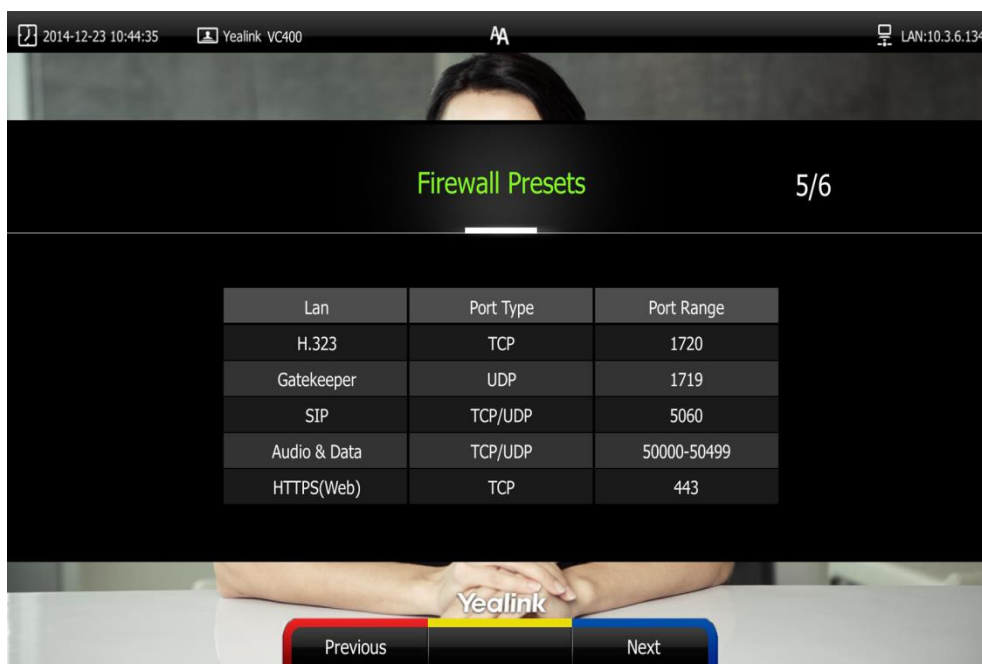 2014-12-23 10:44:35 Yealink VC400 AA LAN:10.3.6.134
Firewall Presets 5/6
Lan Port Type Port Range
H.323 TCP 1720
Gatekeeper UDP 1719
SIP TCP/UDP 5060
Audio & Data TCP/UDP 50000-50499
HTTPS(Web) TCP 443
Yealink
Previous Next